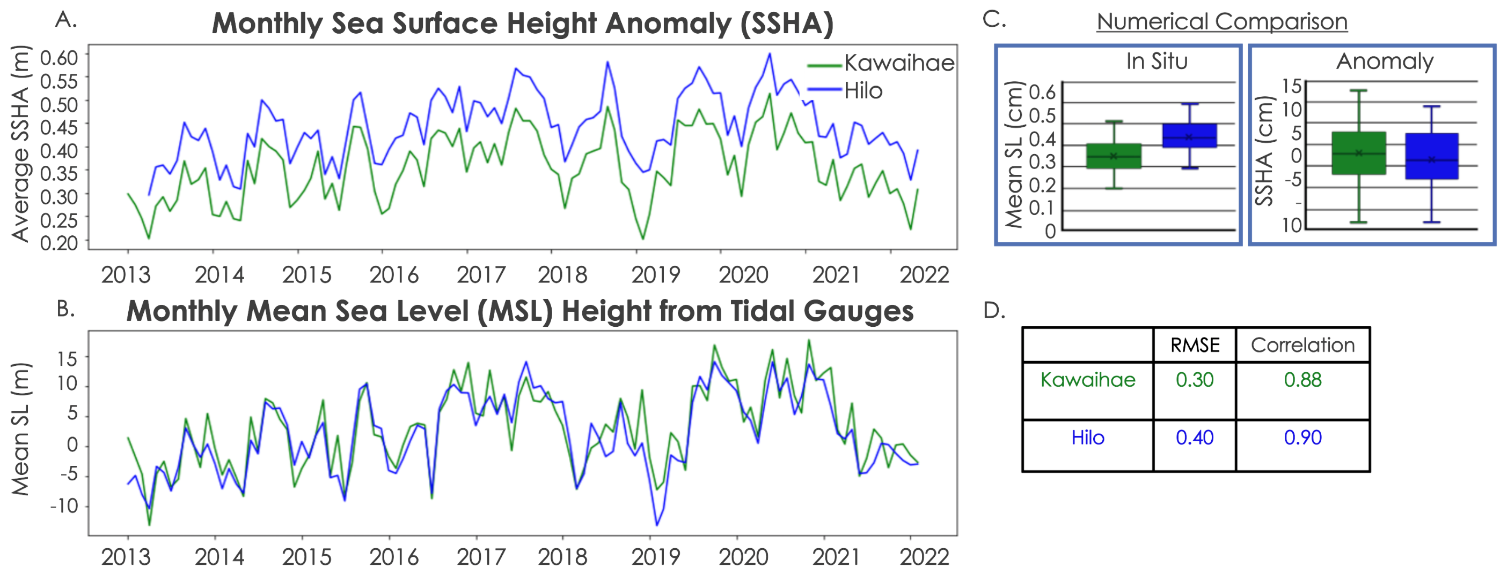 A.
Monthly Sea Surface Height Anomaly (SSHA)
Average SSHA (m)
0.60
0.50
0.45
0.40
0.35
0.30
0.25
0.20
Kawaihae
Hilo
2013 2014 2015 2016 2017 2018 2019 2020 2021 2022
B.
Monthly Mean Sea Level (MSL) Height from Tidal Gauges
Mean SL (m)
15
10
5
0
-5
-10
2013 2014 2015 2016 2017 2018 2019 2020 2021 2022
C.
Numerical Comparison
In Situ
Mean SL (cm)
0.6
0.5
0.4
0.3
0.2
0.1
0
Anomaly
SSHA (cm)
15
10
5
0
-5
-
10
D.
RMSE Correlation
Kawaihae 0.30 0.88
Hilo 0.40 0.90